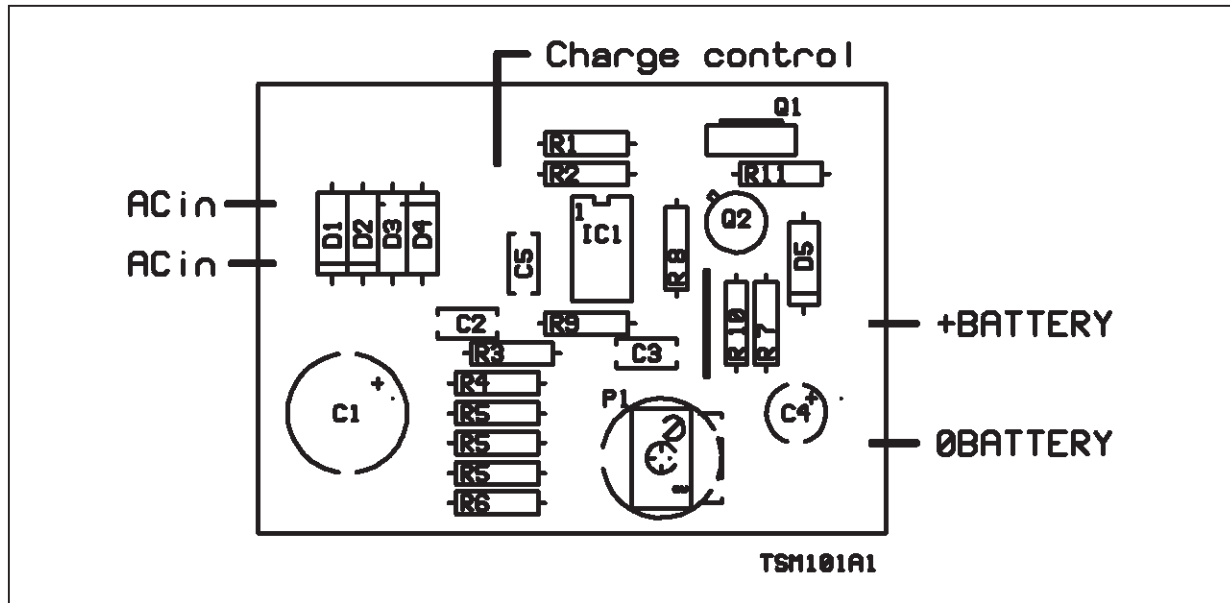 Charge control
Q1
R1
R2
R11
ACin
D1
D2
D3
D4
1
IC1
R8
Q2
D5
ACin
C5
C2
R9
R10
R7
+BATTERY
R3
C3
R4
P1
C1
+
C4
+
R5
0BATTERY
R5
R5
R6
TSM101A1